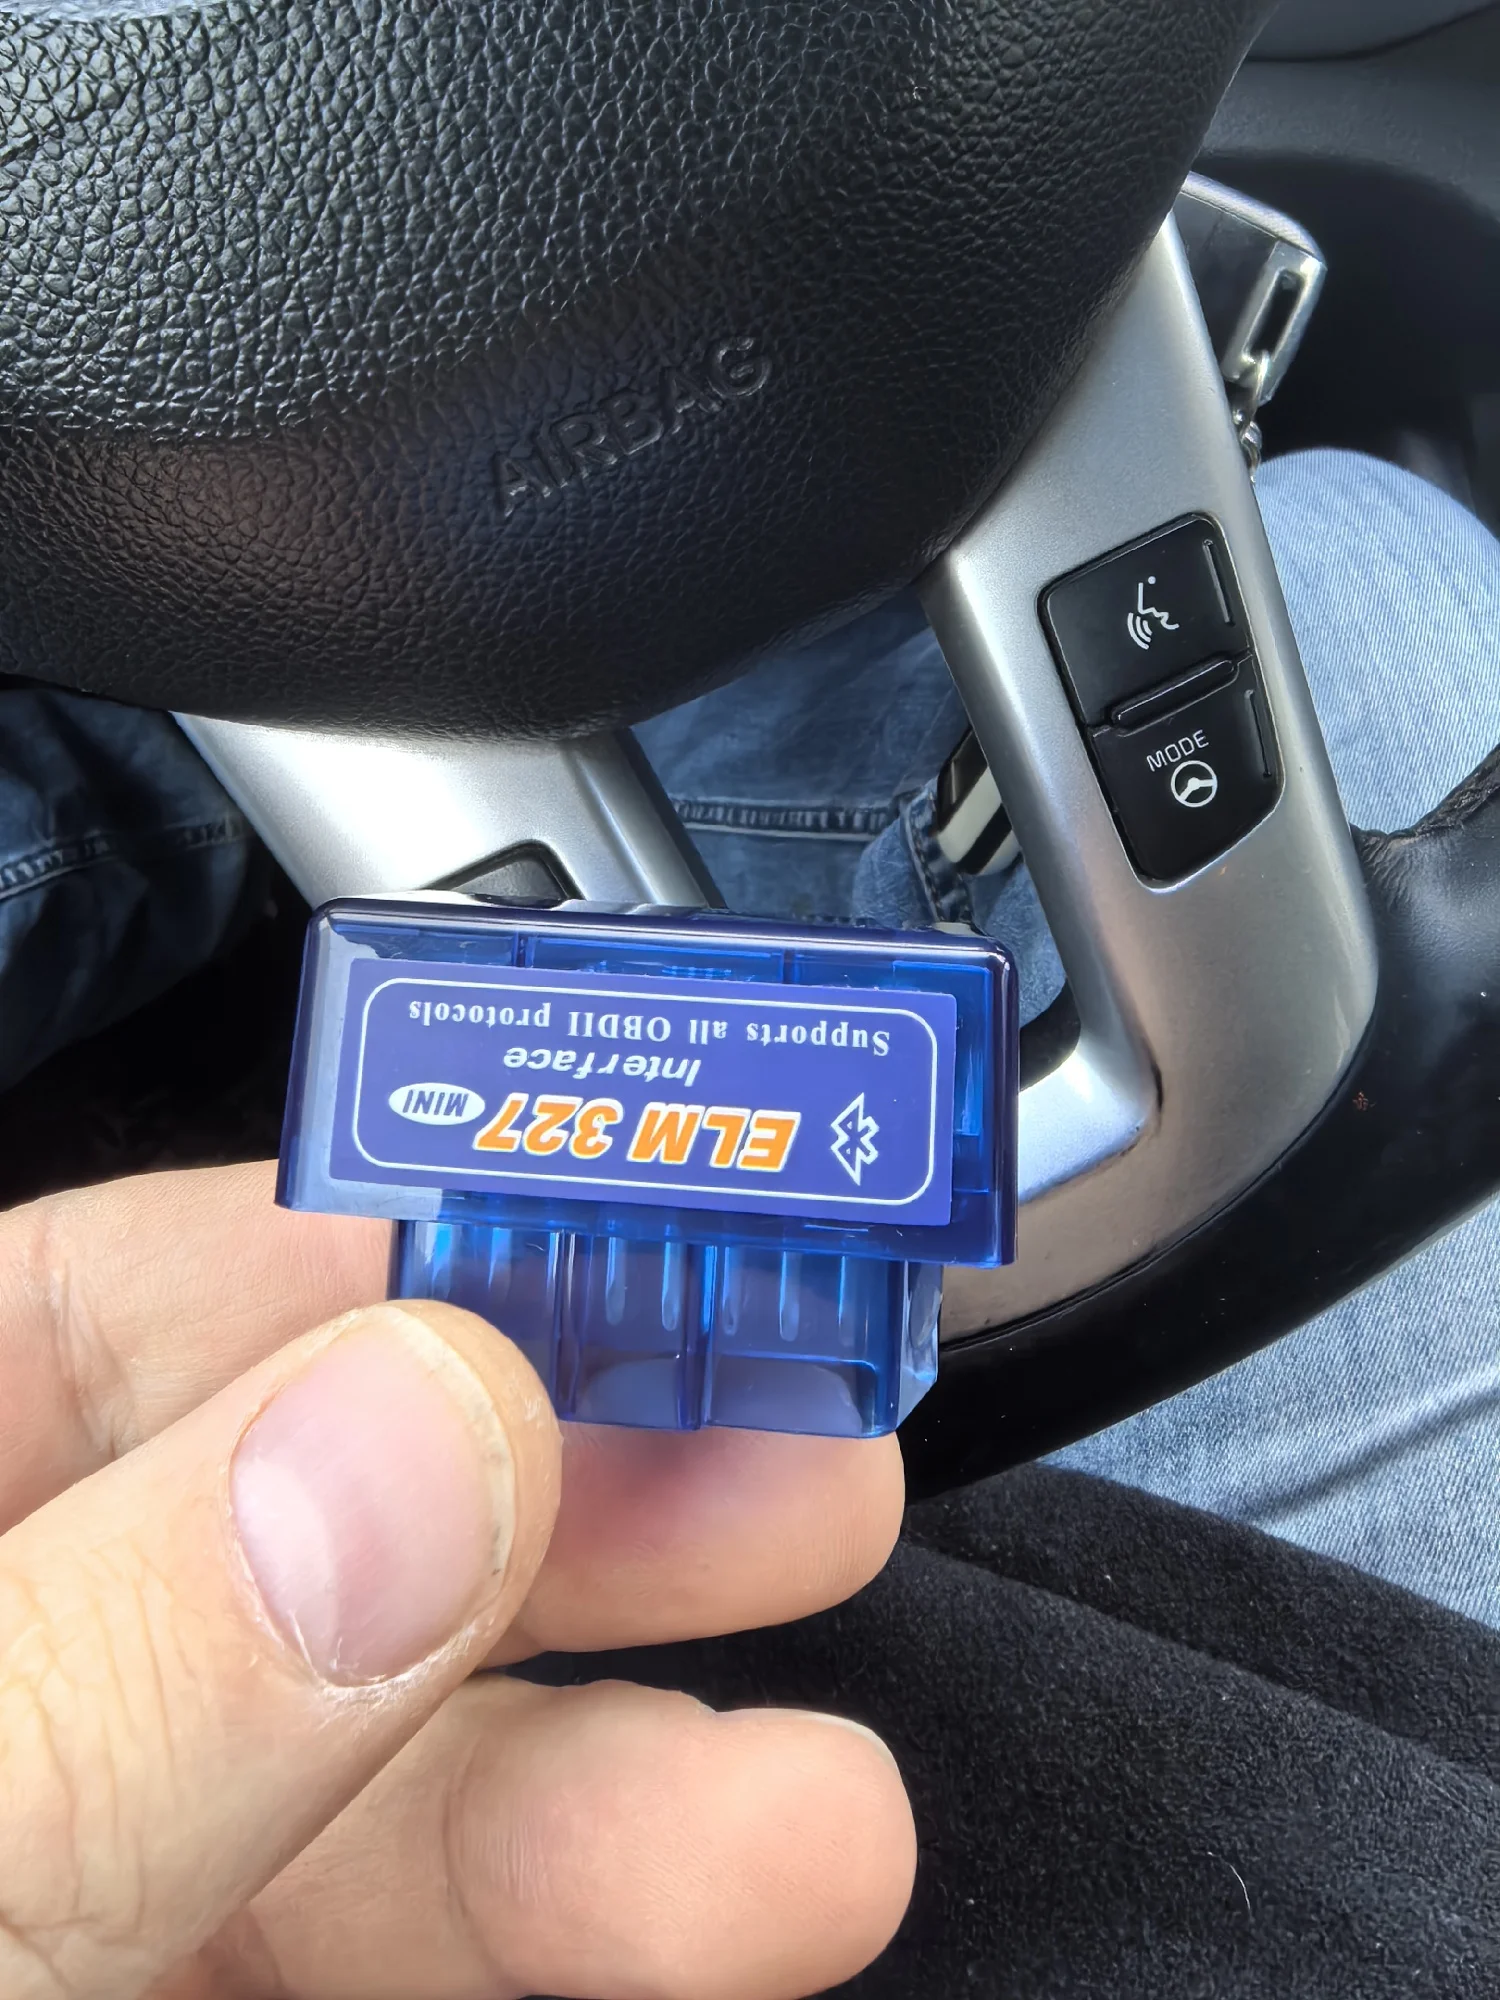 AIRBAG
MODE
ELM 327 MINI
Interface
Supports all OBDII protocols